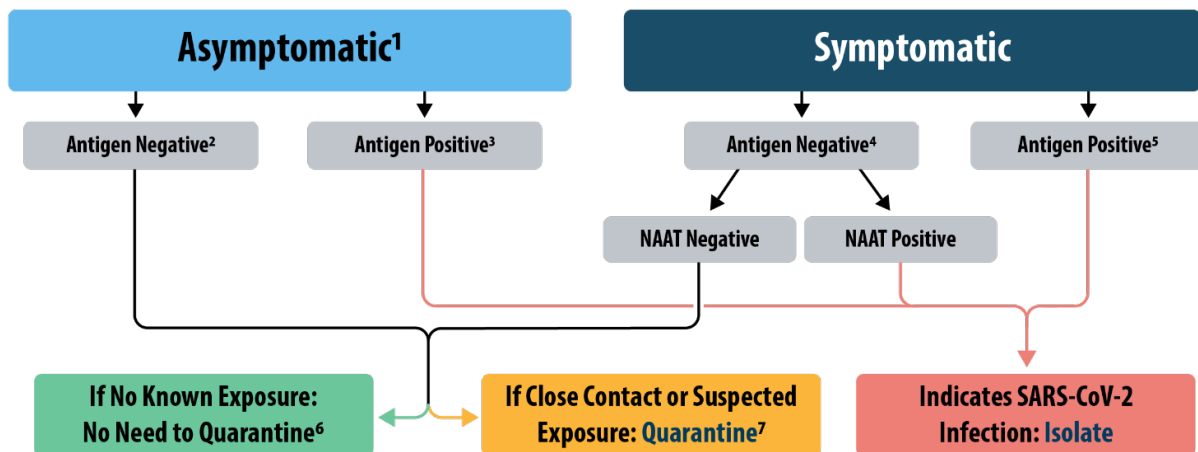 Asymptomatic¹
Symptomatic
Antigen Negative²
Antigen Positive³
Antigen Negative⁴
Antigen Positive⁵
NAAT Negative
NAAT Positive
If No Known Exposure:
No Need to Quarantine⁶
If Close Contact or Suspected
Exposure: Quarantine⁷
Indicates SARS-CoV-2
Infection: Isolate